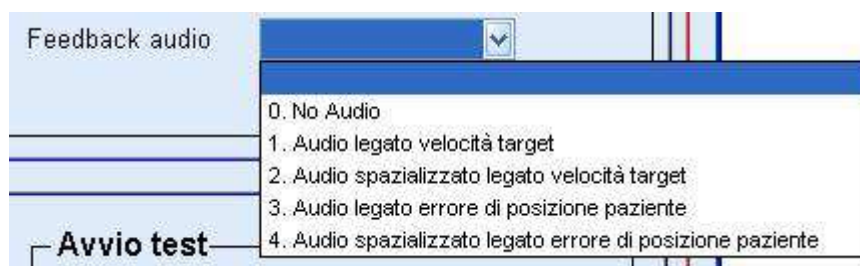 Feedback audio
0. No Audio
1. Audio legato velocità target
2. Audio spazializzato legato velocità target
3. Audio legato errore di posizione paziente
4. Audio spazializzato legato errore di posizione paziente
Avvio test